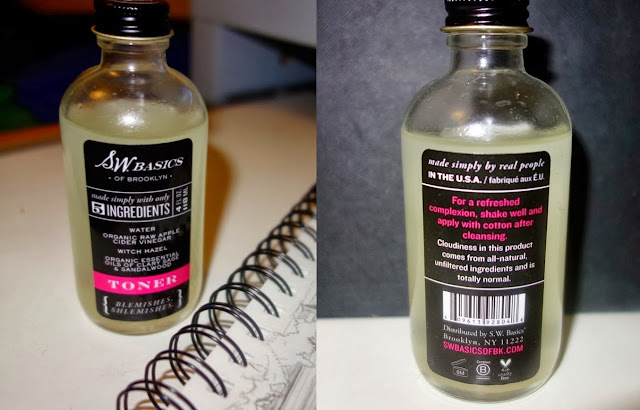 SW BASICS
• OF BROOKLYN •
made simply with only
5 INGREDIENTS
4 FL OZ
118 ML
WATER
ORGANIC RAW APPLE
CIDER VINEGAR
WITCH HAZEL
ORGANIC ESSENTIAL
OILS OF CLARY SAGE
& SANDALWOOD
TONER
BLEMISHES,
SHLEMISHES.
made simply by real people
IN THE U.S.A. / fabriqué aux É.U.
For a refreshed
complexion, shake well and
apply with cotton after
cleansing.
Cloudiness in this product
comes from all-natural,
unfiltered ingredients and is
totally normal.
Distributed by S.W. Basics
Brooklyn, NY 11222
SWBASICSOFBK.COM